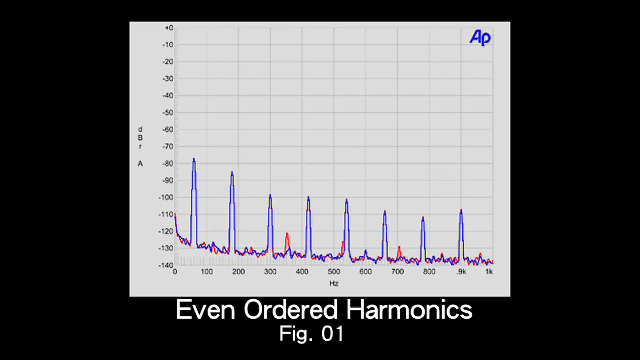 +0
Ap
-10
-20
-30
-40
-50
-60
d
B
-70
r
A
-80
-90
-100
-110
-120
-130
-140
0 100 200 300 400 500 600 700 800 .9k 1k
Hz
Even Ordered Harmonics
Fig. 01